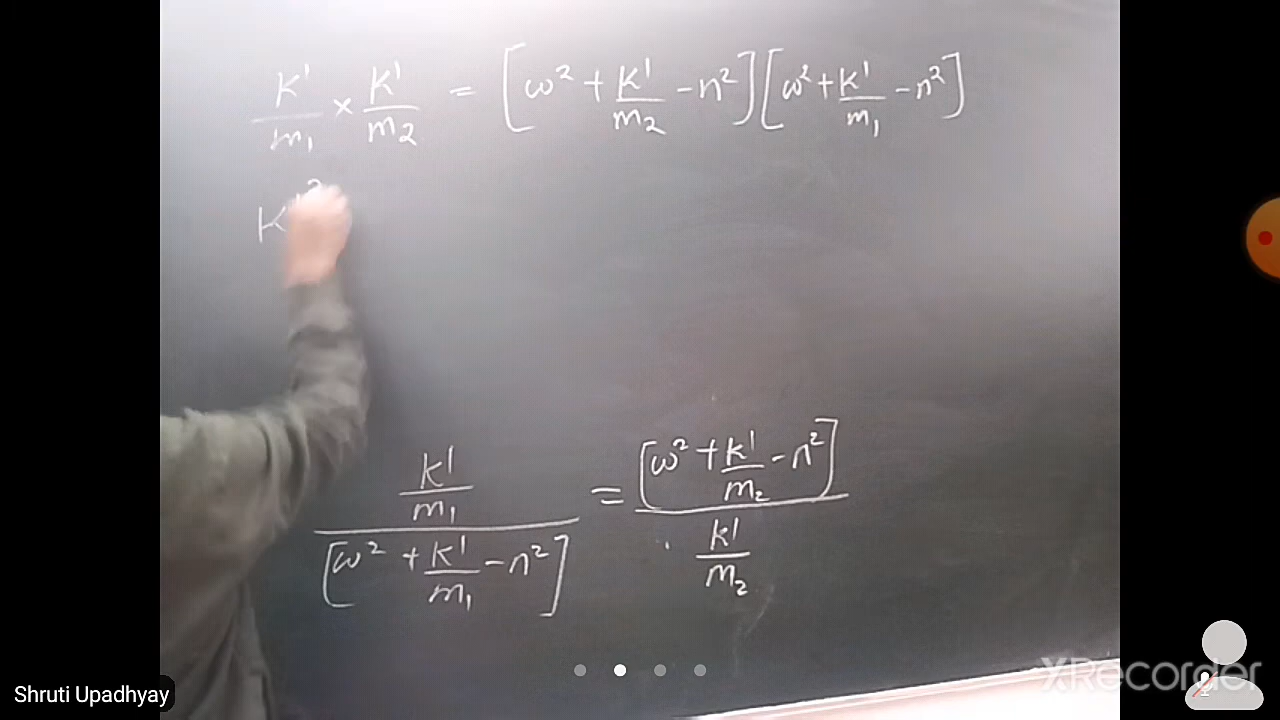 K'/m₁ × K'/m₂ = [ω² + K'/m₂ - n²][ω² + K'/m₁ - n²]
K
(k'/m₁)/[ω² + k'/m₁ - n²] = [ω² + k'/m₂ - n²]/(k'/m₂)
XRecorder
Shruti Upadhyay